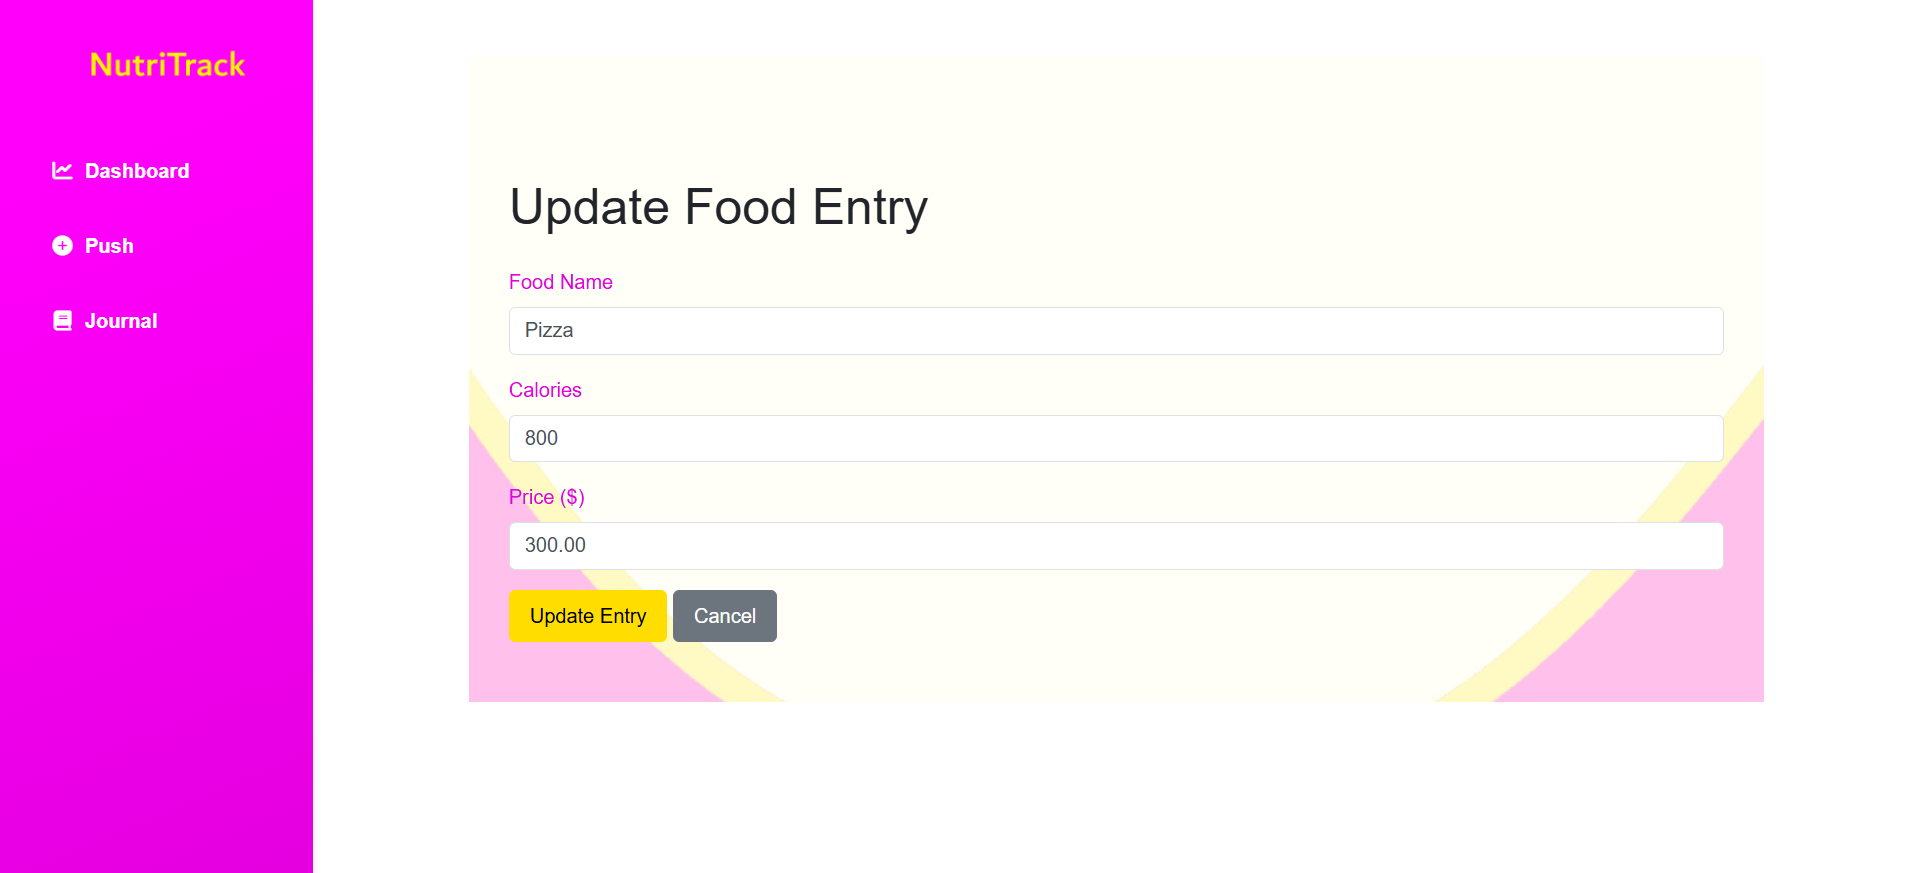 NutriTrack
Dashboard
Push
Journal
Update Food Entry
Food Name
Pizza
Calories
800
Price ($)
300.00
Update Entry Cancel